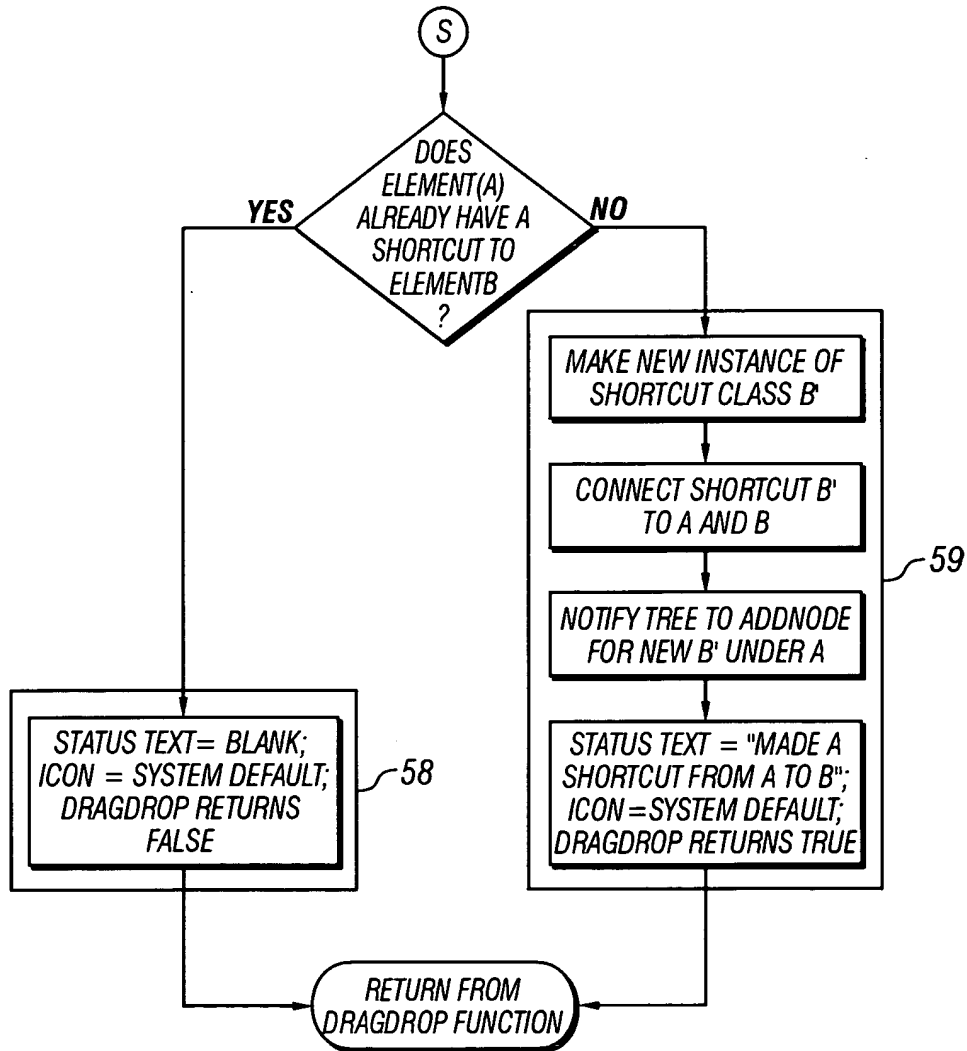 S
DOES
ELEMENT(A)
ALREADY HAVE A
SHORTCUT TO
ELEMENTB
?
YES
NO
MAKE NEW INSTANCE OF
SHORTCUT CLASS B'
CONNECT SHORTCUT B'
TO A AND B
NOTIFY TREE TO ADDNODE
FOR NEW B' UNDER A
STATUS TEXT = "MADE A
SHORTCUT FROM A TO B";
ICON =SYSTEM DEFAULT;
DRAGDROP RETURNS TRUE
59
STATUS TEXT= BLANK;
ICON = SYSTEM DEFAULT;
DRAGDROP RETURNS
FALSE
58
RETURN FROM
DRAGDROP FUNCTION